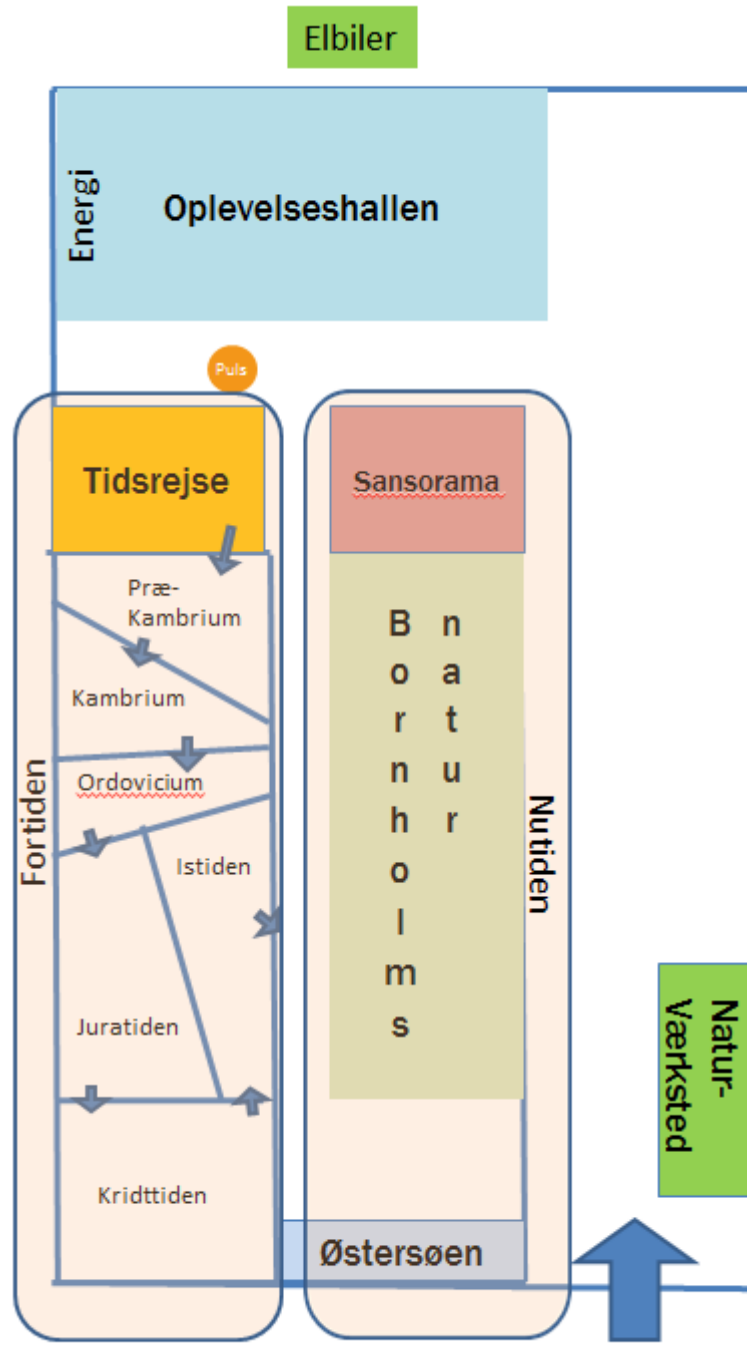 Elbiler
Energi
Oplevelseshallen
Puls
Tidsrejse
Sansorama
Præ-
Kambrium
Kambrium
Ordovicium
Istiden
Juratiden
Kridttiden
Fortiden
Bornholms
natur
Nutiden
Østersøen
Natur-
Værksted